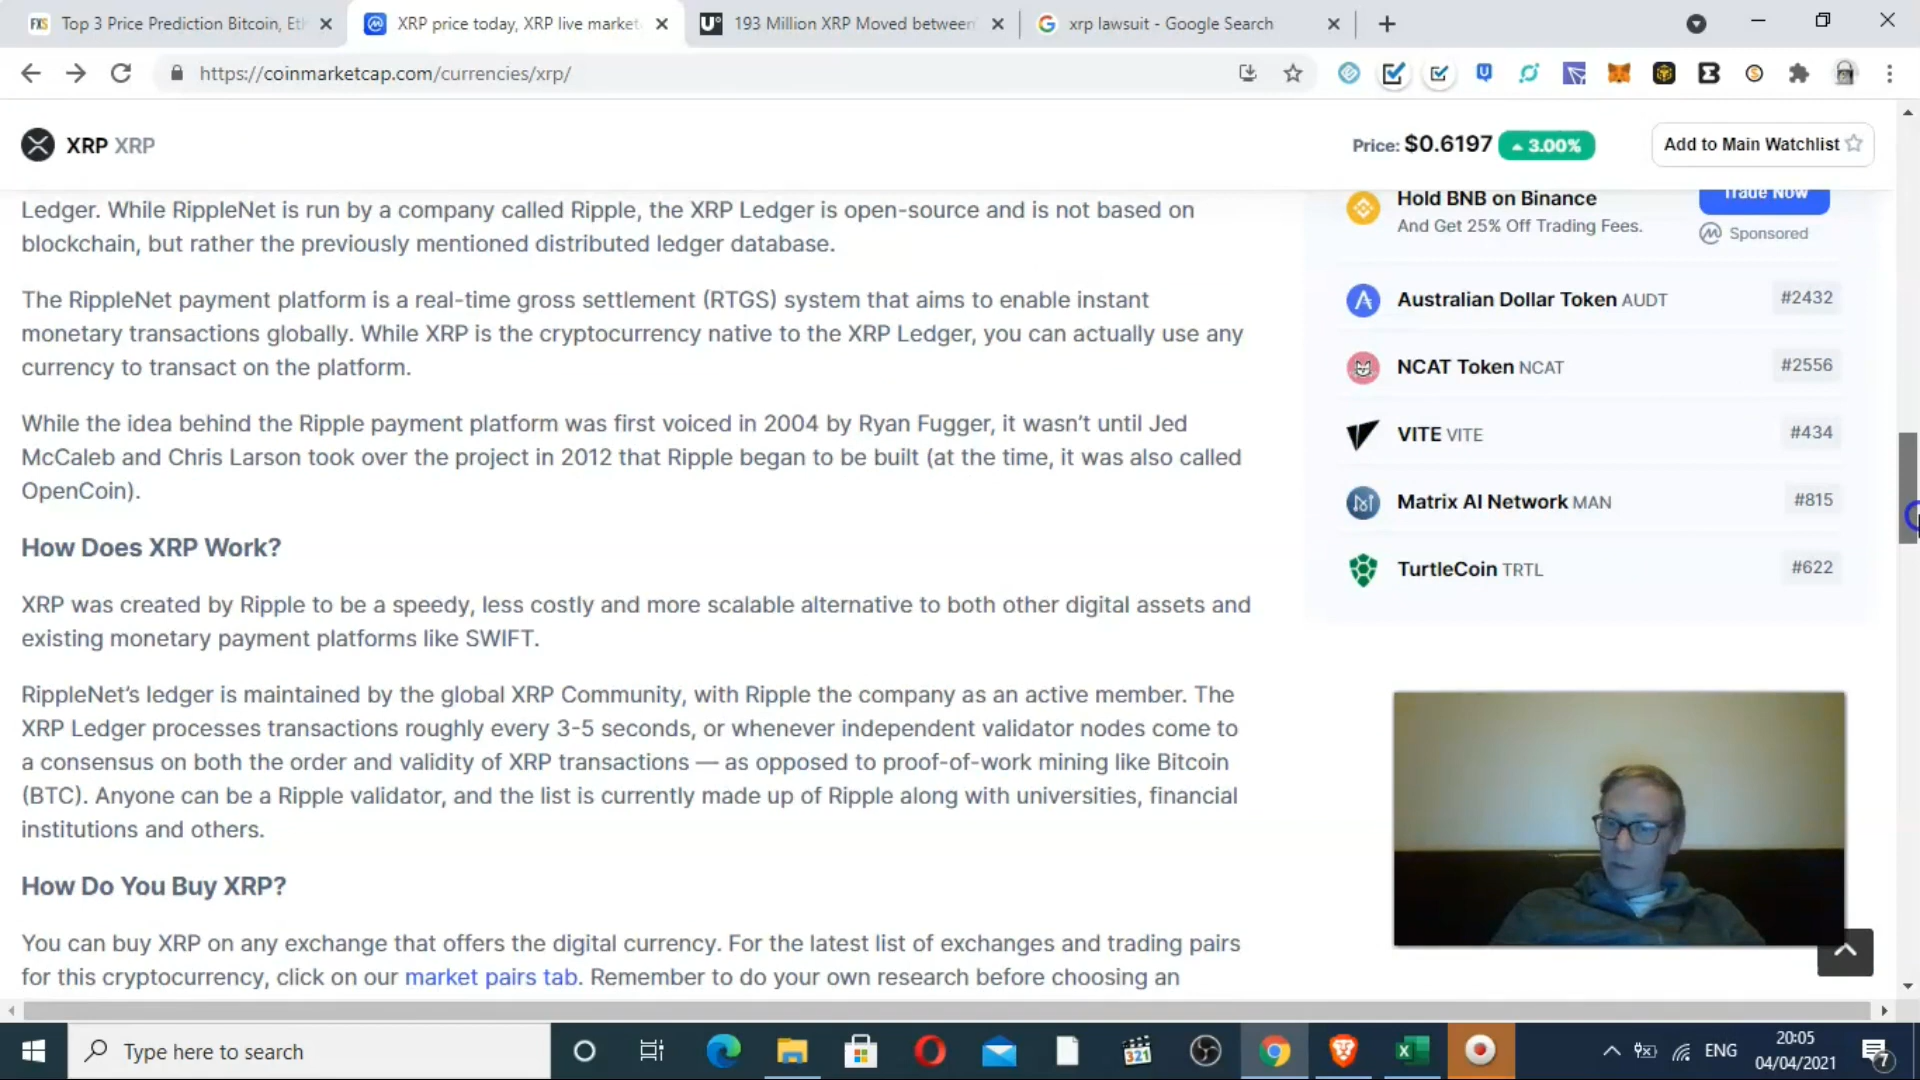 Top 3 Price Prediction Bitcoin, Eth
XRP price today, XRP live market
193 Million XRP Moved between
xrp lawsuit - Google Search
https://coinmarketcap.com/currencies/xrp/
XRP XRP
Price: $0.6197 3.00%
Add to Main Watchlist
Ledger. While RippleNet is run by a company called Ripple, the XRP Ledger is open-source and is not based on
blockchain, but rather the previously mentioned distributed ledger database.
The RippleNet payment platform is a real-time gross settlement (RTGS) system that aims to enable instant
monetary transactions globally. While XRP is the cryptocurrency native to the XRP Ledger, you can actually use any
currency to transact on the platform.
While the idea behind the Ripple payment platform was first voiced in 2004 by Ryan Fugger, it wasn't until Jed
McCaleb and Chris Larson took over the project in 2012 that Ripple began to be built (at the time, it was also called
OpenCoin).
How Does XRP Work?
XRP was created by Ripple to be a speedy, less costly and more scalable alternative to both other digital assets and
existing monetary payment platforms like SWIFT.
RippleNet's ledger is maintained by the global XRP Community, with Ripple the company as an active member. The
XRP Ledger processes transactions roughly every 3-5 seconds, or whenever independent validator nodes come to
a consensus on both the order and validity of XRP transactions — as opposed to proof-of-work mining like Bitcoin
(BTC). Anyone can be a Ripple validator, and the list is currently made up of Ripple along with universities, financial
institutions and others.
How Do You Buy XRP?
You can buy XRP on any exchange that offers the digital currency. For the latest list of exchanges and trading pairs
for this cryptocurrency, click on our market pairs tab. Remember to do your own research before choosing an
Hold BNB on Binance
And Get 25% Off Trading Fees.
Trade Now
Sponsored
Australian Dollar Token AUDT #2432
NCAT Token NCAT #2556
VITE VITE #434
Matrix AI Network MAN #815
TurtleCoin TRTL #622
Type here to search
321
ENG
20:05
04/04/2021
7